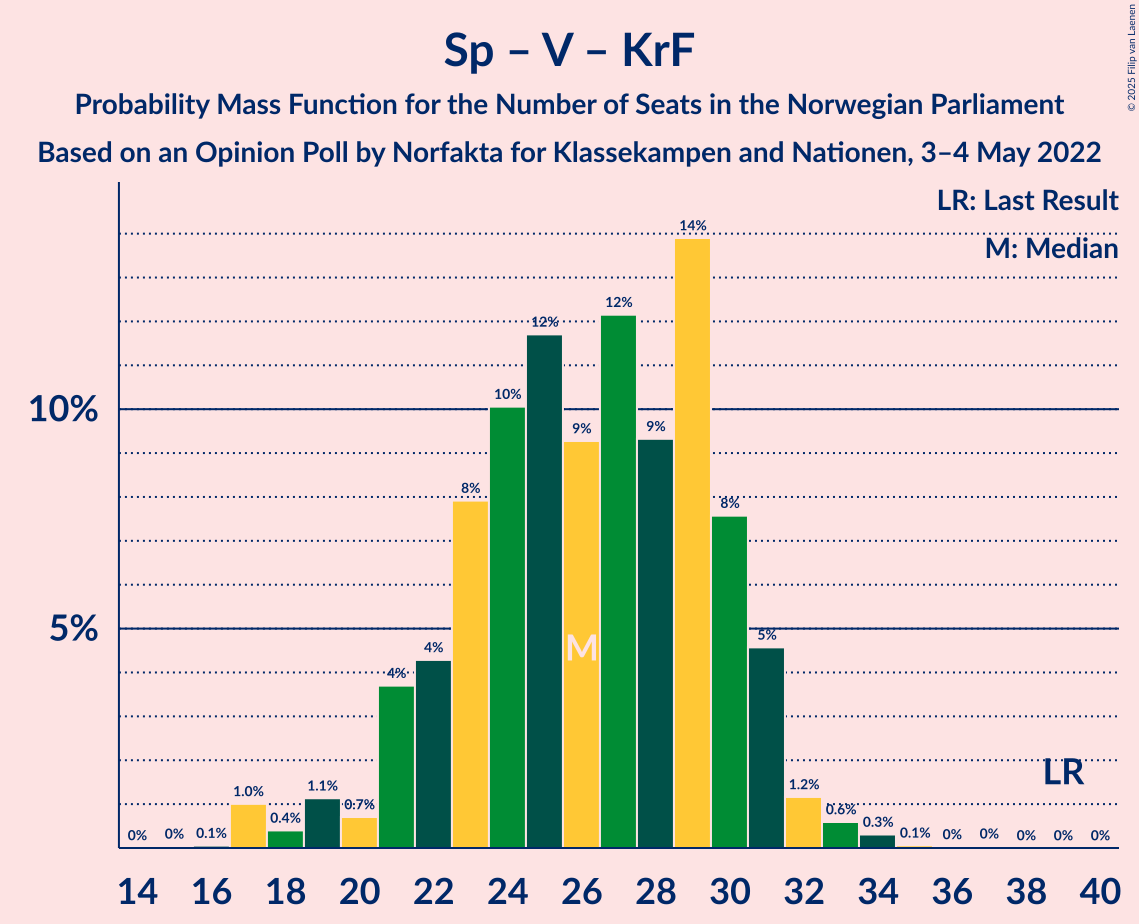 Sp – V – KrF
Probability Mass Function for the Number of Seats in the Norwegian Parliament
Based on an Opinion Poll by Norfakta for Klassekampen and Nationen, 3–4 May 2022
© 2025 Filip van Laenen
LR: Last Result
M: Median
10%
5%
0% 0% 0.1% 1.0% 0.4% 1.1% 0.7% 4% 4% 8% 10% 12% 9% 12% 9% 14% 8% 5% 1.2% 0.6% 0.3% 0.1% 0% 0% 0% 0% 0%
M
LR
14 16 18 20 22 24 26 28 30 32 34 36 38 40